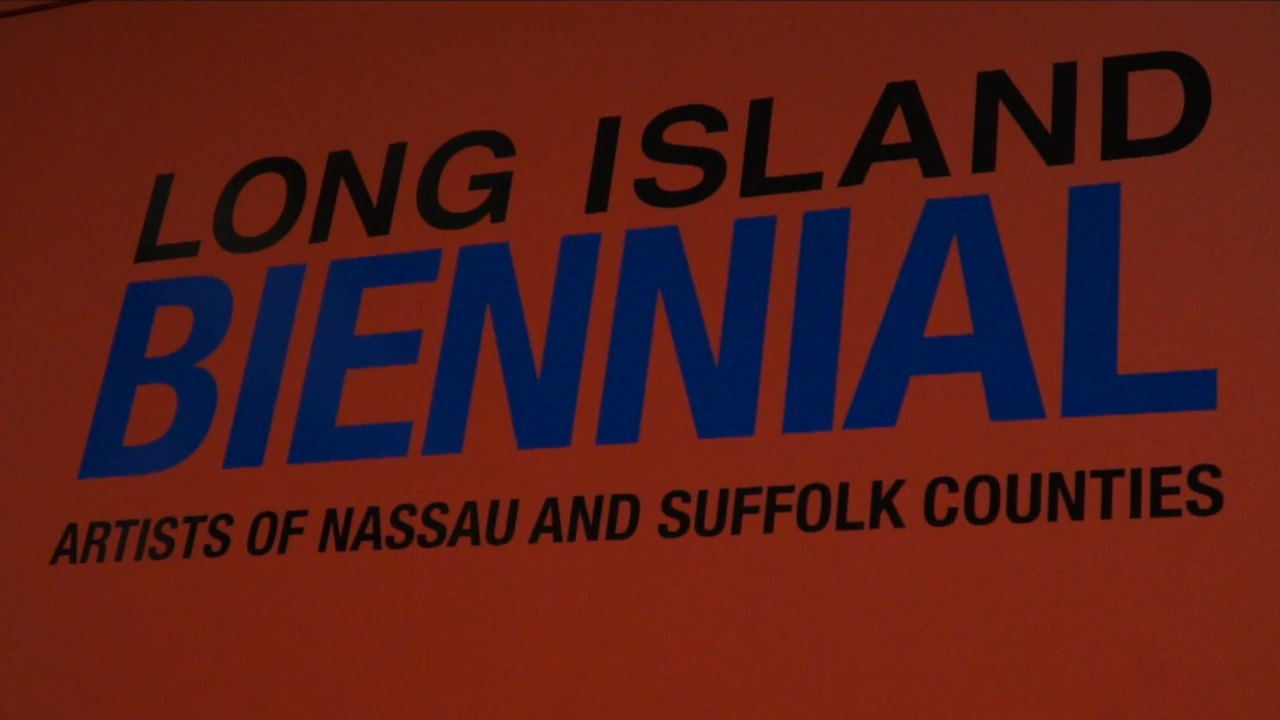 LONG ISLAND
BIENNIAL
ARTISTS OF NASSAU AND SUFFOLK COUNTIES